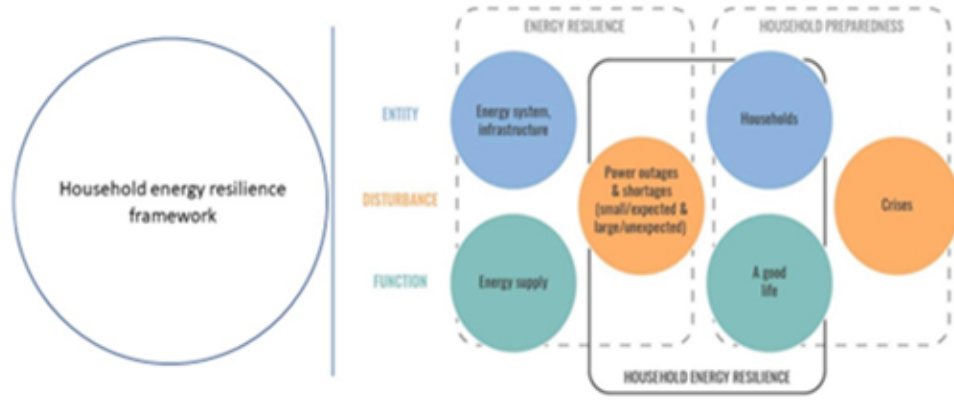 Household energy resilience
framework
ENERGY RESILIENCE
HOUSEHOLD PREPAREDNESS
ENTITY
Energy system,
infrastructure
Households
DISTURBANCE
Power outages
& shortages
(small/expected &
large/unexpected)
Crises
FUNCTION
Energy supply
A good
life
HOUSEHOLD ENERGY RESILIENCE